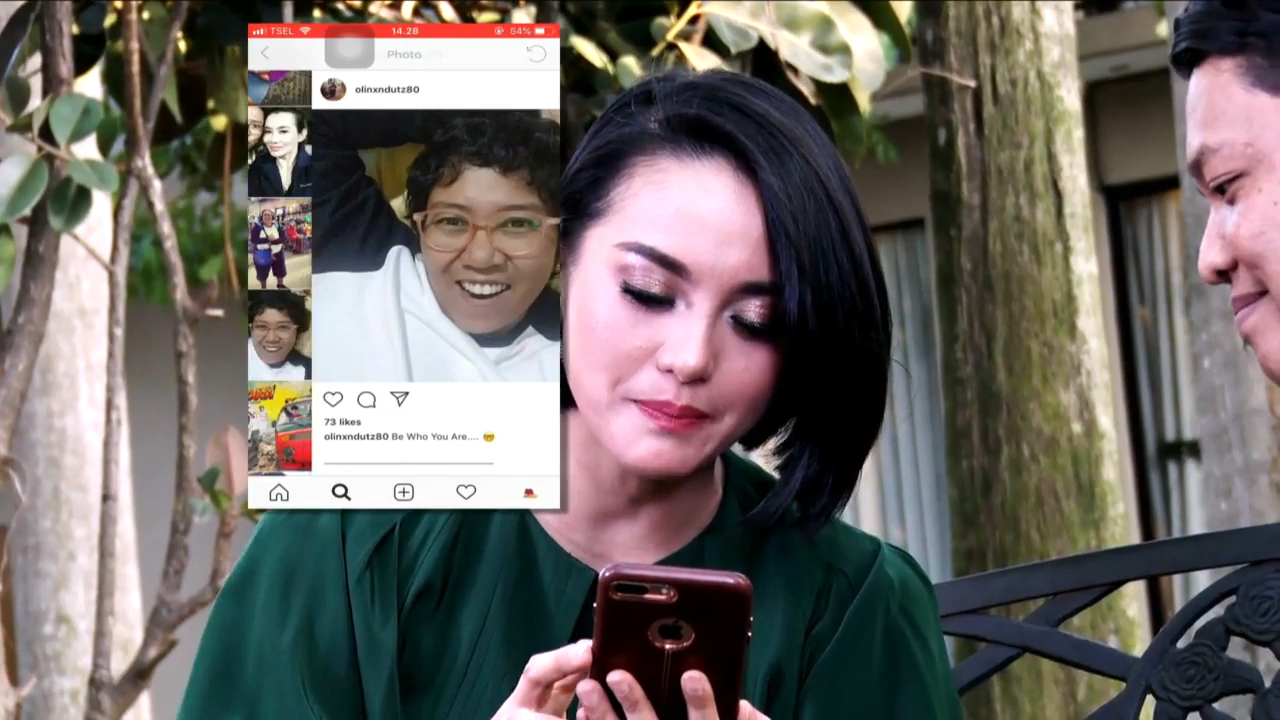 TSEL 14.28 54%
Photo
olinxndutz80
73 likes
olinxndutz80 Be Who You Are.... 🤓